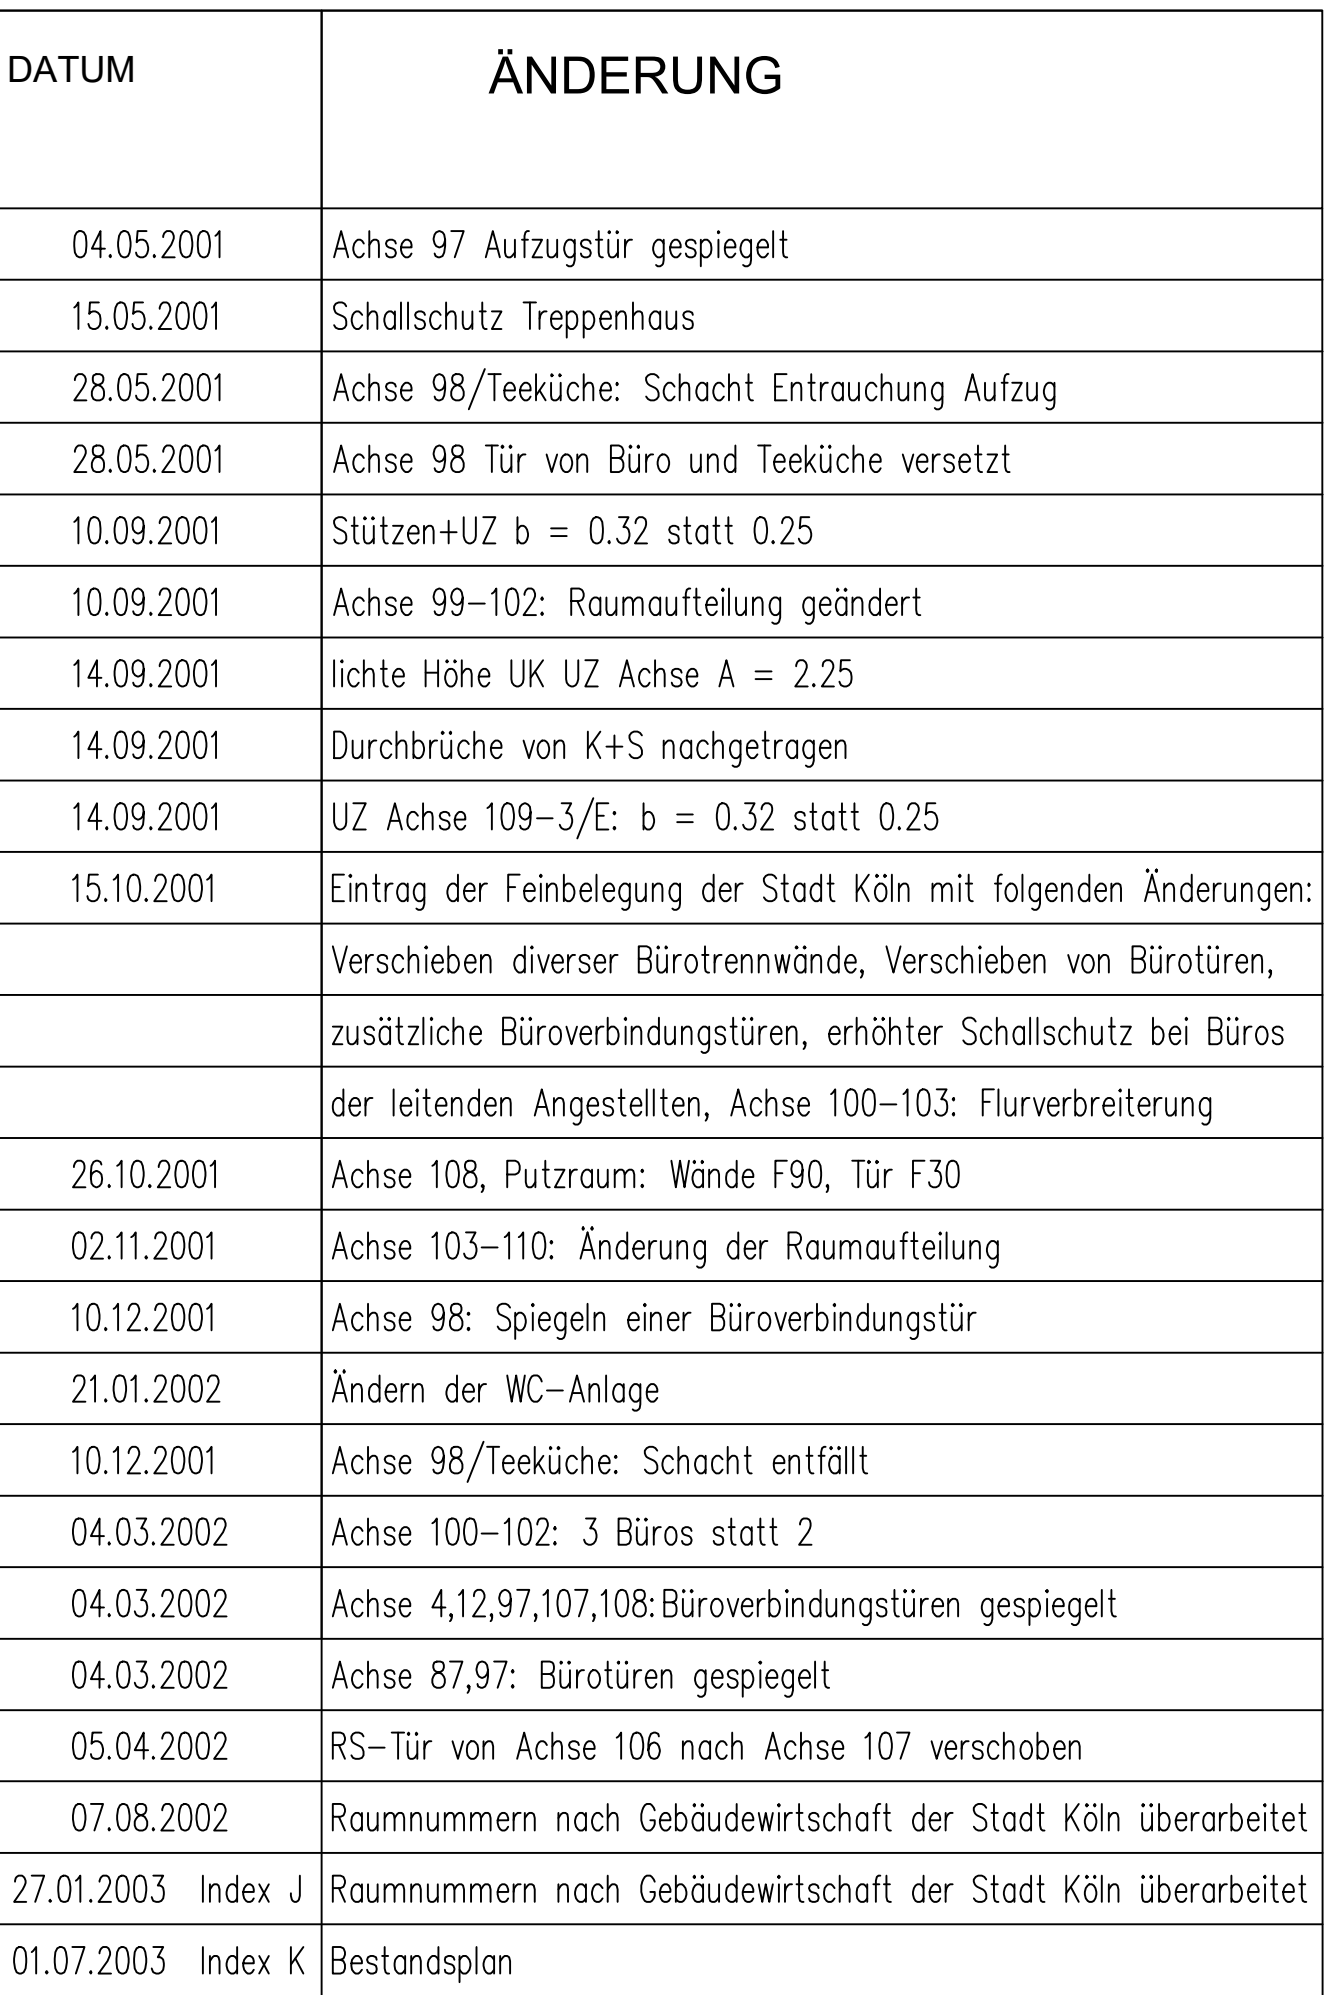 DATUM ÄNDERUNG
04.05.2001 Achse 97 Aufzugstür gespiegelt
15.05.2001 Schallschutz Treppenhaus
28.05.2001 Achse 98/Teeküche: Schacht Entrauchung Aufzug
28.05.2001 Achse 98 Tür von Büro und Teeküche versetzt
10.09.2001 Stützen+UZ b = 0.32 statt 0.25
10.09.2001 Achse 99-102: Raumaufteilung geändert
14.09.2001 lichte Höhe UK UZ Achse A = 2.25
14.09.2001 Durchbrüche von K+S nachgetragen
14.09.2001 UZ Achse 109-3/E: b = 0.32 statt 0.25
15.10.2001 Eintrag der Feinbelegung der Stadt Köln mit folgenden Änderungen:
Verschieben diverser Bürotrennwände, Verschieben von Bürotüren,
zusätzliche Büroverbindungstüren, erhöhter Schallschutz bei Büros
der leitenden Angestellten, Achse 100-103: Flurverbreiterung
26.10.2001 Achse 108, Putzraum: Wände F90, Tür F30
02.11.2001 Achse 103-110: Änderung der Raumaufteilung
10.12.2001 Achse 98: Spiegeln einer Büroverbindungstür
21.01.2002 Ändern der WC-Anlage
10.12.2001 Achse 98/Teeküche: Schacht entfällt
04.03.2002 Achse 100-102: 3 Büros statt 2
04.03.2002 Achse 4,12,97,107,108: Büroverbindungstüren gespiegelt
04.03.2002 Achse 87,97: Bürotüren gespiegelt
05.04.2002 RS-Tür von Achse 106 nach Achse 107 verschoben
07.08.2002 Raumnummern nach Gebäudewirtschaft der Stadt Köln überarbeitet
27.01.2003 Index J Raumnummern nach Gebäudewirtschaft der Stadt Köln überarbeitet
01.07.2003 Index K Bestandsplan